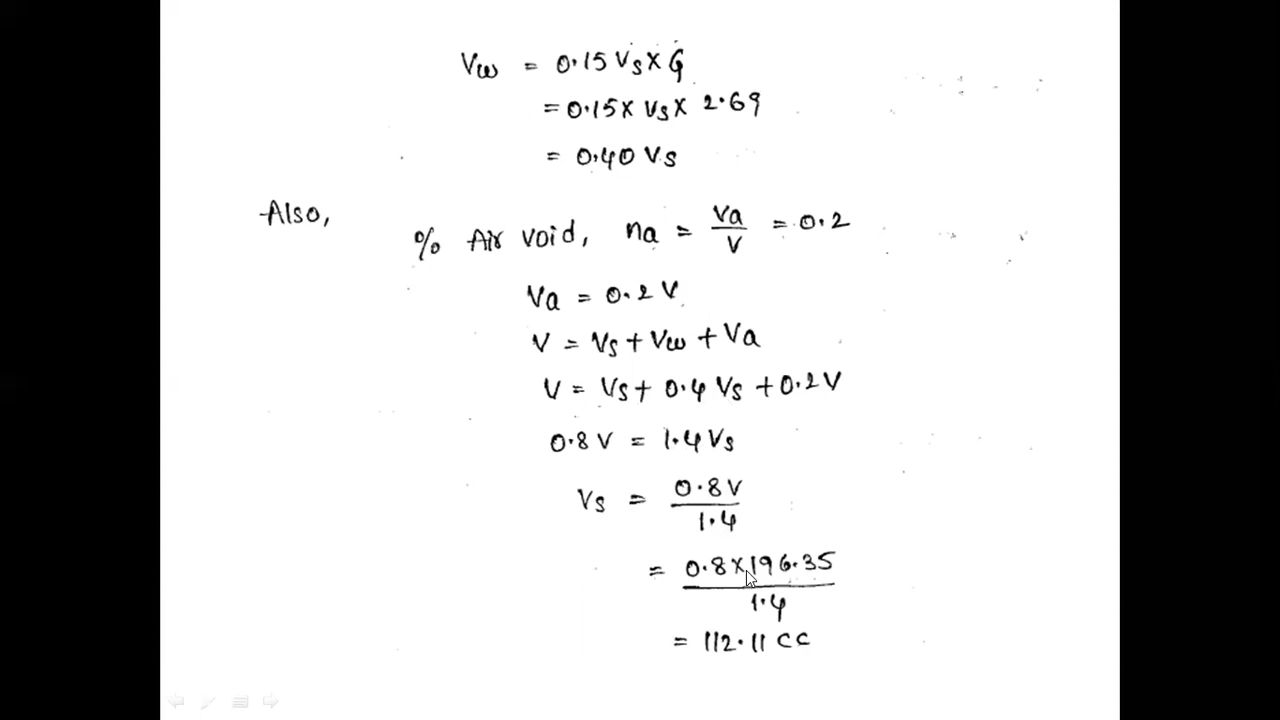 Vw = 0.15 Vs x G
= 0.15 x Vs x 2.69
= 0.40 Vs
Also,
% Air void, na = Va/V = 0.2
Va = 0.2 V
V = Vs + Vw + Va
V = Vs + 0.4 Vs + 0.2 V
0.8 V = 1.4 Vs
Vs = 0.8 V / 1.4
= 0.8 x 196.35 / 1.4
= 112.11 cc